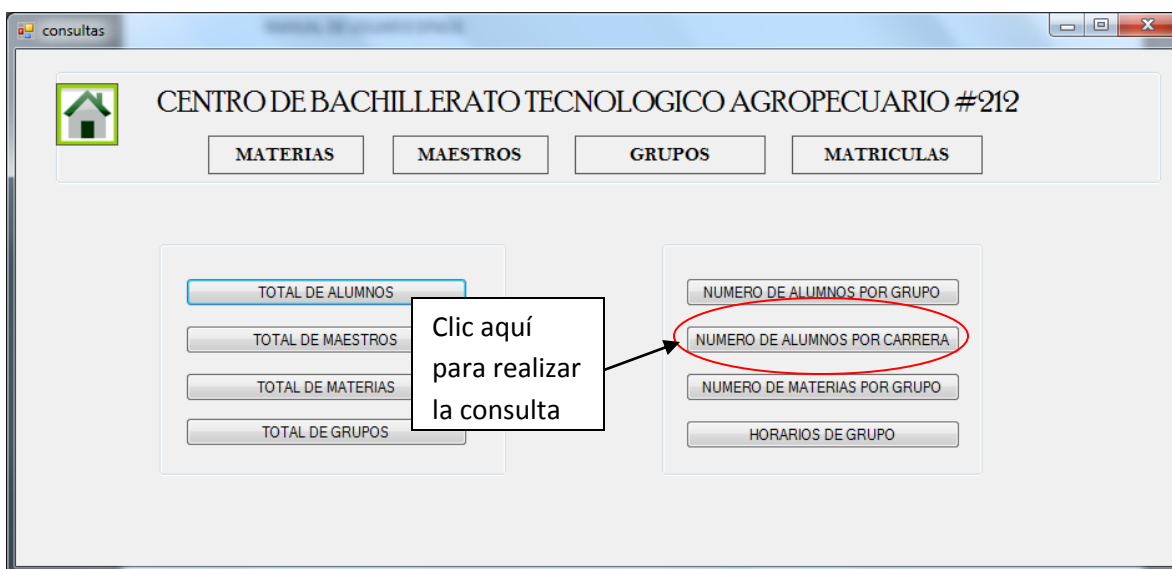 consultas
CENTRO DE BACHILLERATO TECNOLOGICO AGROPECUARIO #212
MATERIAS MAESTROS GRUPOS MATRICULAS
TOTAL DE ALUMNOS
TOTAL DE MAESTROS
TOTAL DE MATERIAS
TOTAL DE GRUPOS
Clic aquí
para realizar
la consulta
NUMERO DE ALUMNOS POR GRUPO
NUMERO DE ALUMNOS POR CARRERA
NUMERO DE MATERIAS POR GRUPO
HORARIOS DE GRUPO